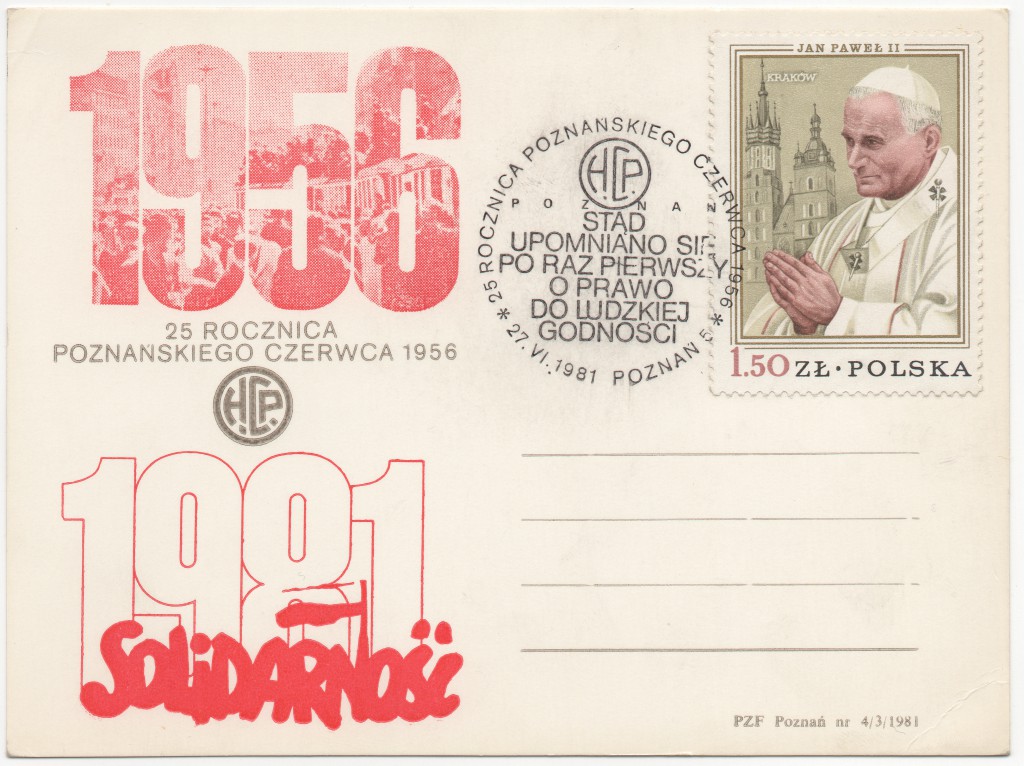 1956
25 ROCZNICA
POZNAŃSKIEGO CZERWCA 1956
H.C.P.
1981
SOLIDARNOŚĆ
* 25 ROCZNICA POZNAŃSKIEGO CZERWCA 1956 *
H.C.P.
POZNAŃ
STĄD
UPOMNIANO SIĘ
PO RAZ PIERWSZY
O PRAWO
DO LUDZKIEJ
GODNOŚCI
27.VI.1981 POZNAŃ 5
JAN PAWEŁ II
KRAKÓW
1.50 ZŁ · POLSKA
PZF Poznań nr 4/3/1981